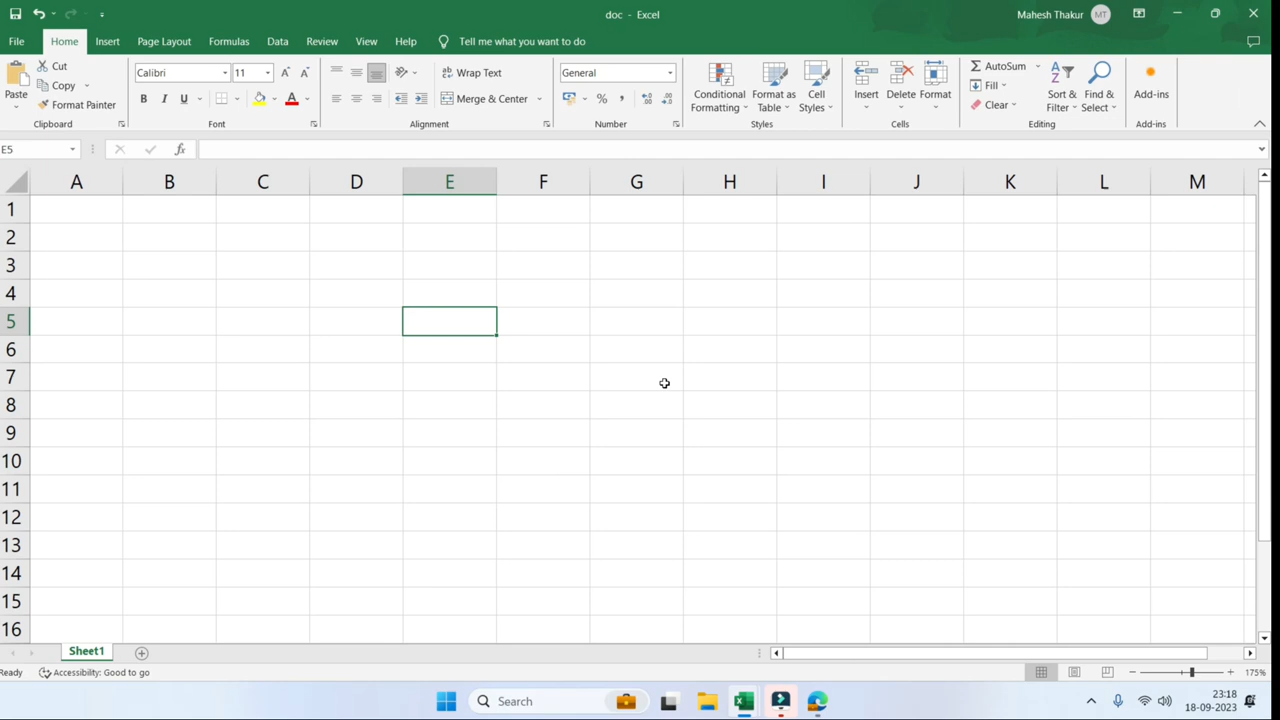 doc - Excel
Mahesh Thakur MT
File Home Insert Page Layout Formulas Data Review View Help Tell me what you want to do
Paste
Cut
Copy
Format Painter
Clipboard
Calibri 11
B I U
Font
Wrap Text
Merge & Center
Alignment
General
% ,
Number
Conditional Formatting
Format as Table
Cell Styles
Styles
Insert Delete Format
Cells
AutoSum
Fill
Clear
Sort & Filter
Find & Select
Editing
Add-ins
Add-ins
E5 fx
A B C D E F G H I J K L M
1
2
3
4
5
6
7
8
9
10
11
12
13
14
15
16
Sheet1
Ready Accessibility: Good to go 175%
Search
23:18
18-09-2023